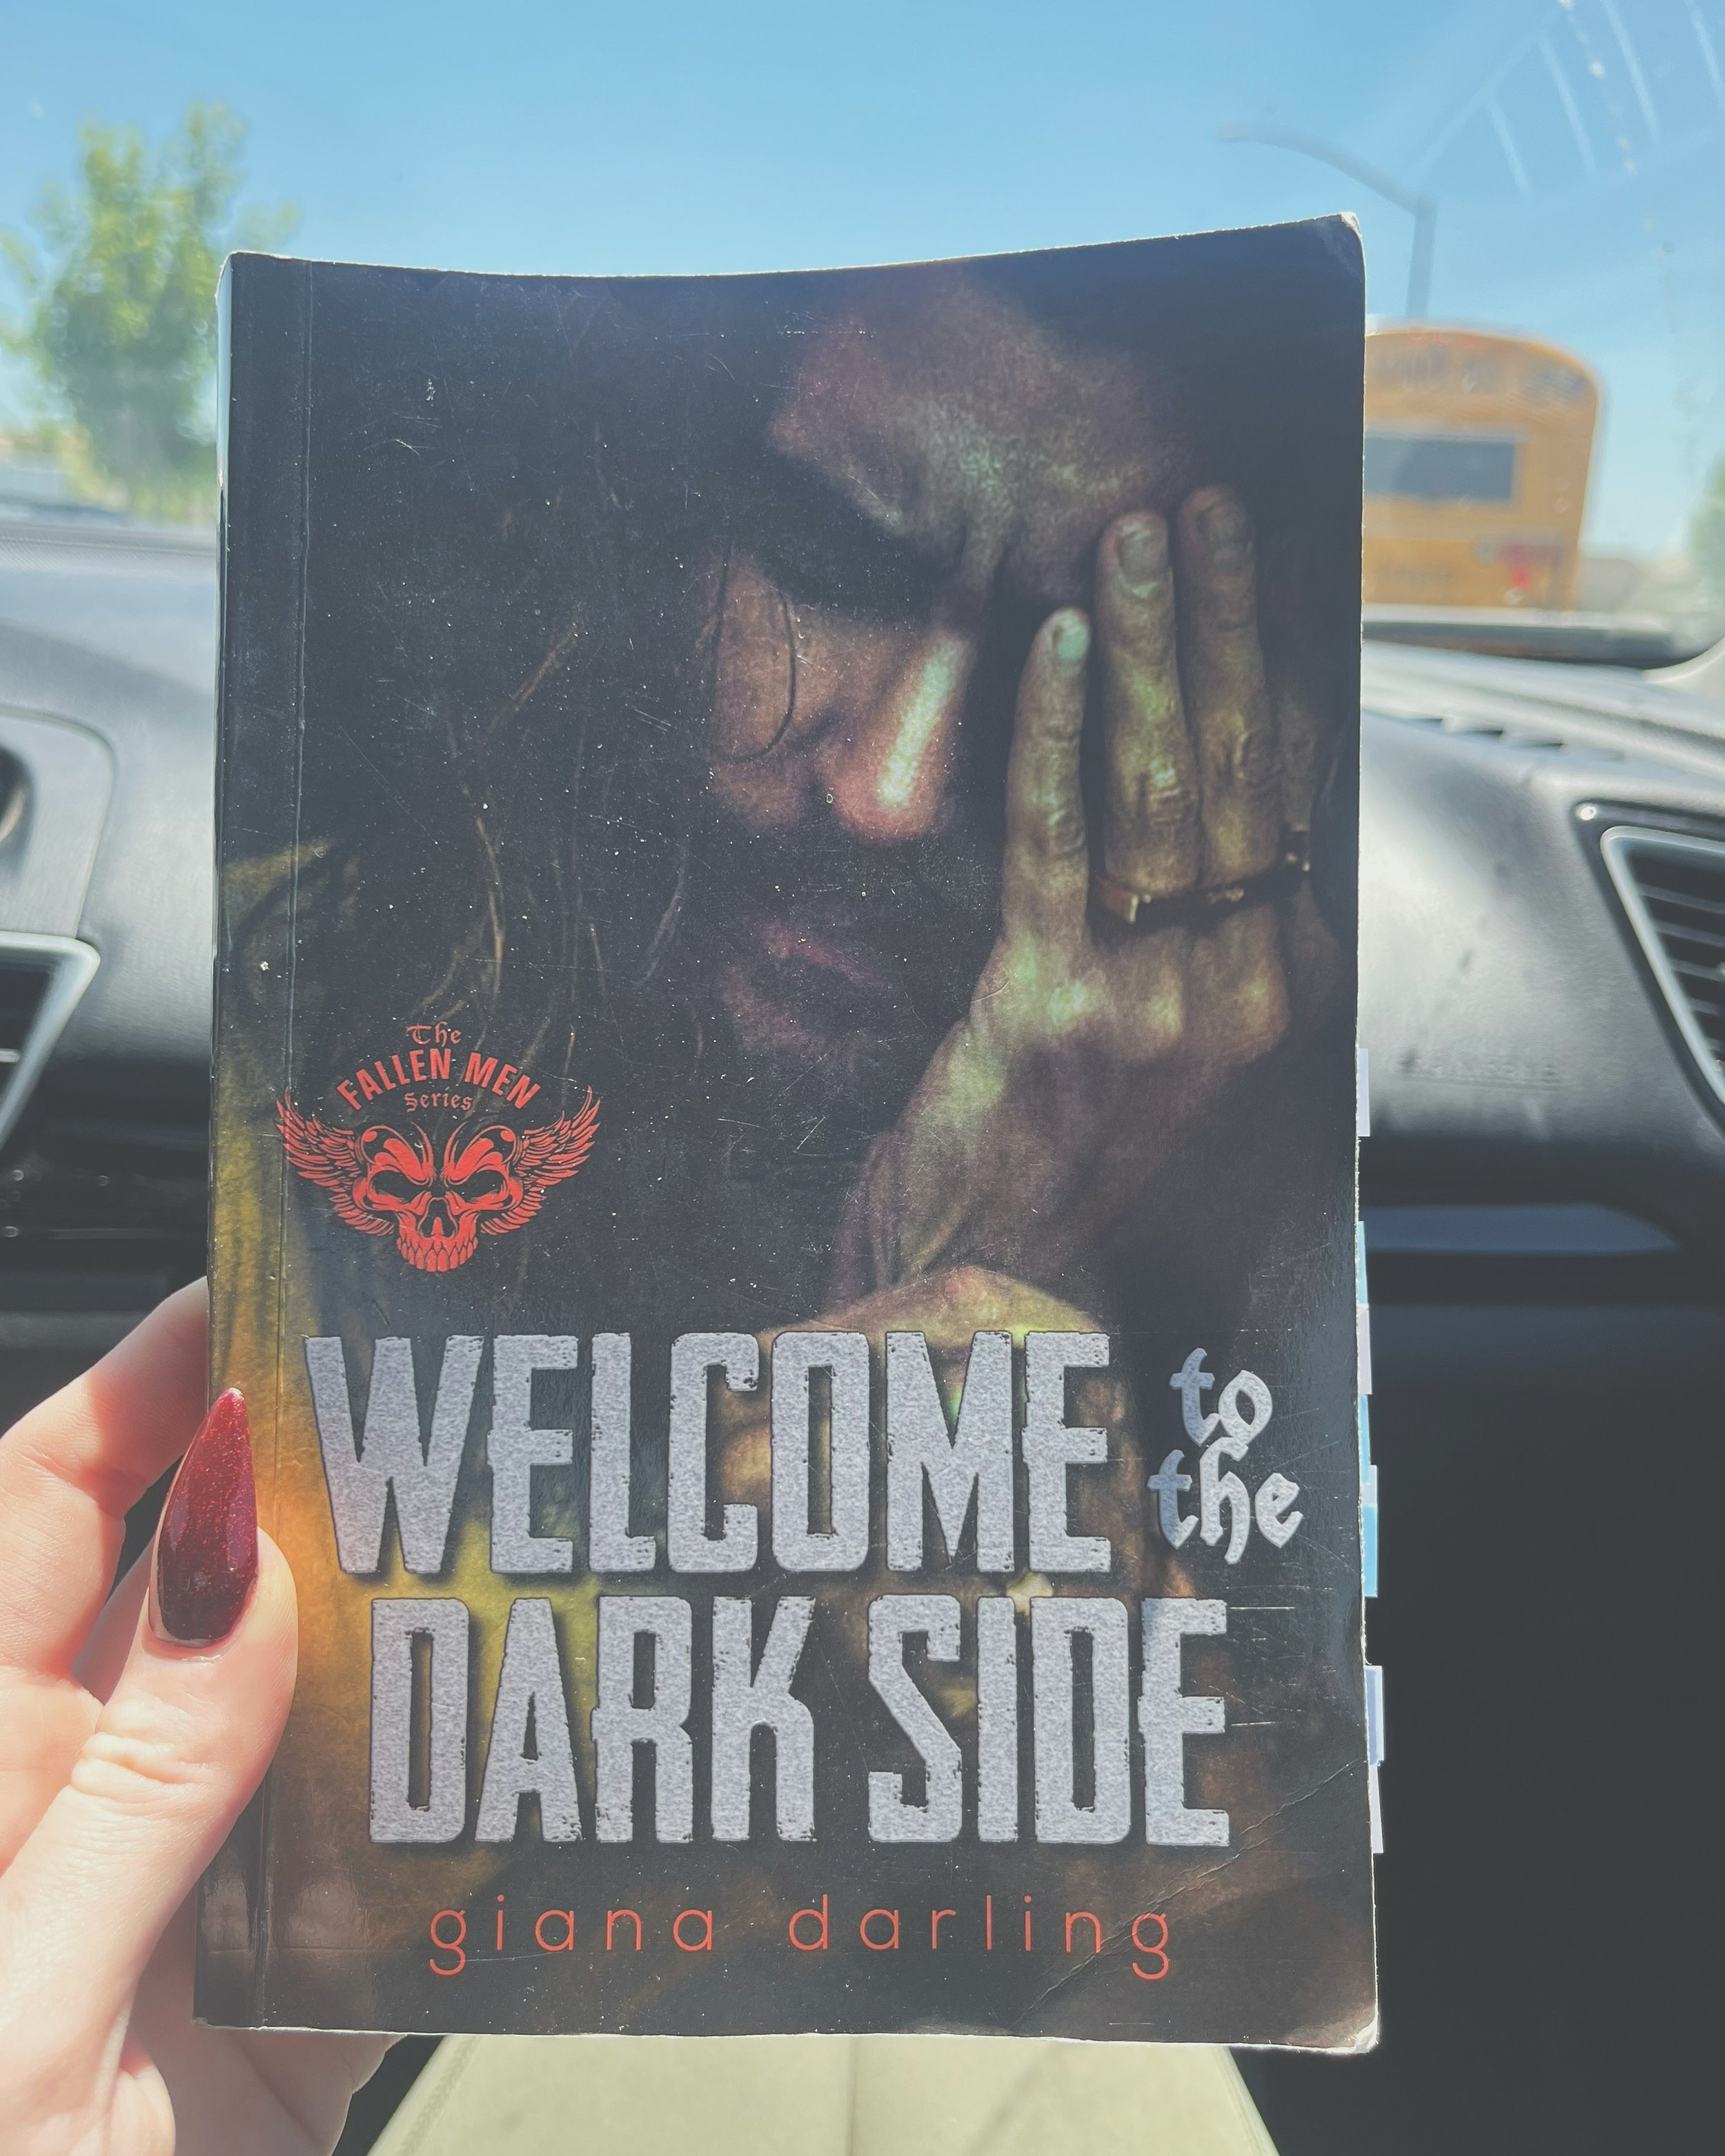 The
FALLEN MEN
Series
WELCOME to the
DARK SIDE
giana darling